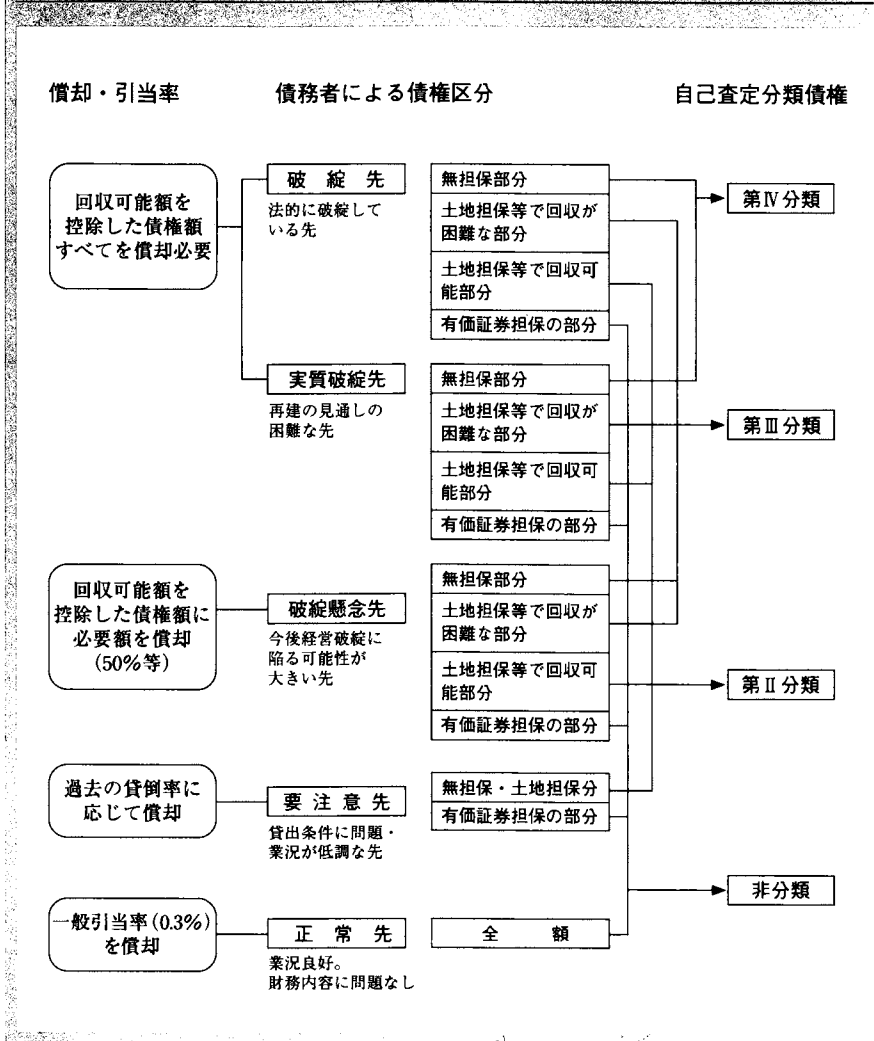 償却・引当率
債務者による債権区分
自己査定分類債権
回収可能額を
控除した債権額
すべてを償却必要
破綻先
法的に破綻して
いる先
無担保部分
土地担保等で回収が
困難な部分
土地担保等で回収可
能部分
有価証券担保の部分
第Ⅳ分類
実質破綻先
再建の見通しの
困難な先
無担保部分
土地担保等で回収が
困難な部分
土地担保等で回収可
能部分
有価証券担保の部分
第Ⅲ分類
回収可能額を
控除した債権額に
必要額を償却
(50%等)
破綻懸念先
今後経営破綻に
陥る可能性が
大きい先
無担保部分
土地担保等で回収が
困難な部分
土地担保等で回収可
能部分
有価証券担保の部分
第Ⅱ分類
過去の貸倒率に
応じて償却
要注意先
貸出条件に問題・
業況が低調な先
無担保・土地担保分
有価証券担保の部分
非分類
一般引当率(0.3%)
を償却
正常先
業況良好。
財務内容に問題なし
全額